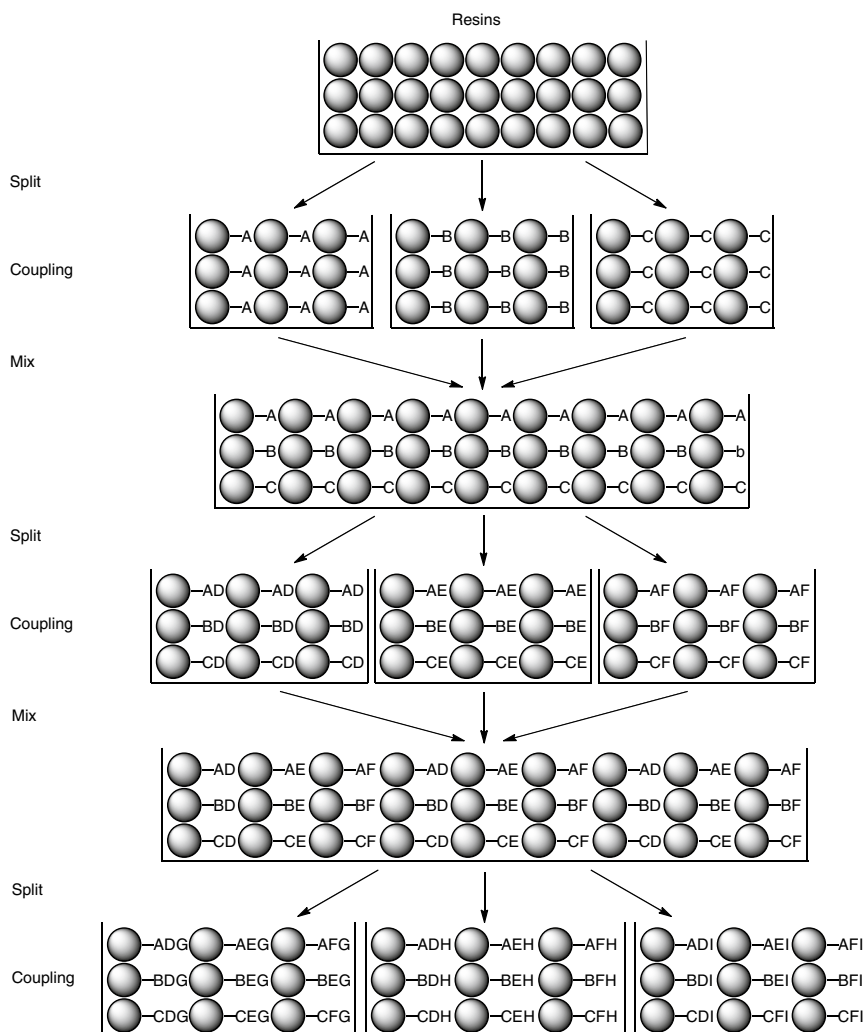 Resins
Split
A A A B B B C C C
Coupling
A A A B B B C C C
A A A B B B C C C
Mix
A A A A A A A A A
B B B B B B B B b
C C C C C C C C C
Split
AD AD AD AE AE AE AF AF AF
Coupling
BD BD BD BE BE BE BF BF BF
CD CD CD CE CE CE CF CF CF
Mix
AD AE AF AD AE AF AD AE AF
BD BE BF BD BE BF BD BE BF
CD CE CF CD CE CF CD CE CF
Split
ADG AEG AFG ADH AEH AFH ADI AEI AFI
Coupling
BDG BEG BEG BDH BEH BFH BDI BEI BFI
CDG CEG CFG CDH CEH CFH CDI CFI CFI